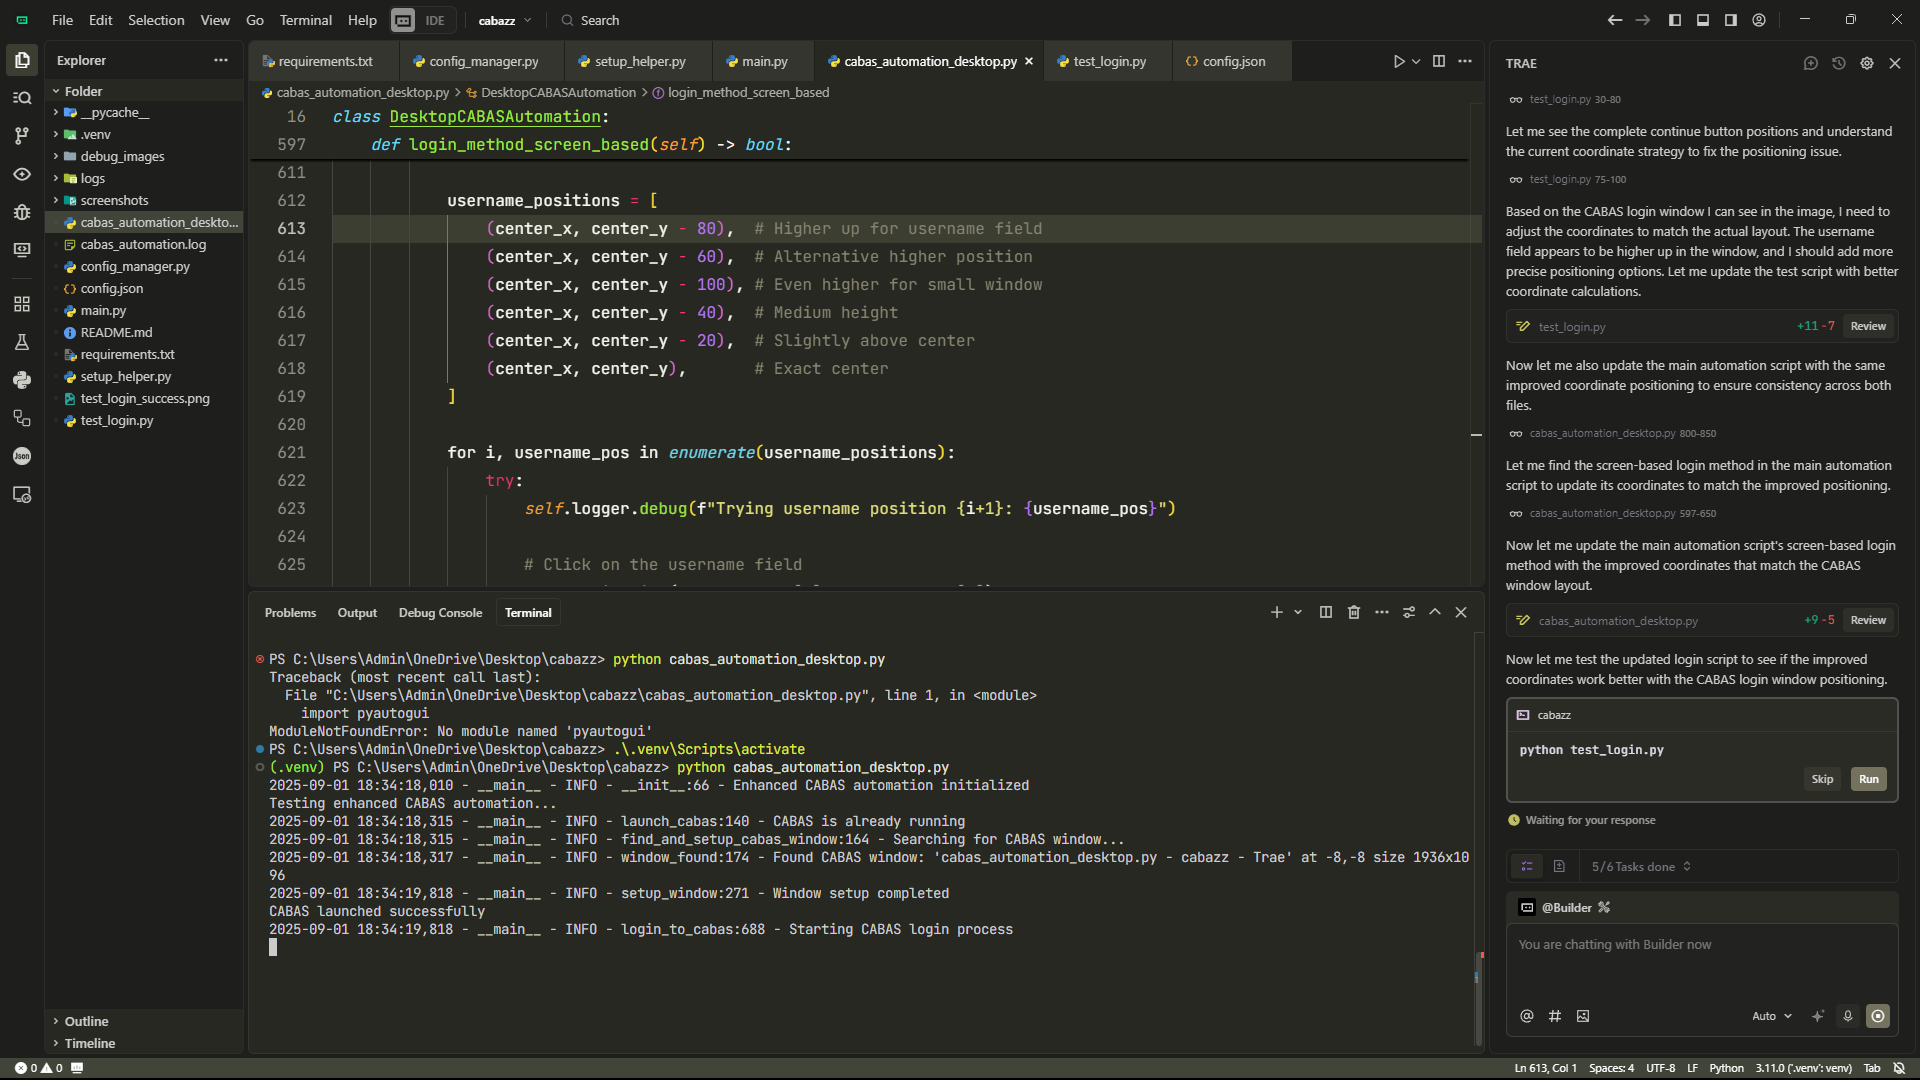 File Edit Selection View Go Terminal Help IDE cabazz Search
Explorer
Folder
__pycache__
.venv
debug_images
logs
screenshots
cabas_automation_deskto...
cabas_automation.log
config_manager.py
config.json
main.py
README.md
requirements.txt
setup_helper.py
test_login_success.png
test_login.py
Outline
Timeline
requirements.txt config_manager.py setup_helper.py main.py cabas_automation_desktop.py test_login.py config.json
cabas_automation_desktop.py > DesktopCABASAutomation > login_method_screen_based
16 class DesktopCABASAutomation:
597 def login_method_screen_based(self) -> bool:
611
612 username_positions = [
613 (center_x, center_y - 80), # Higher up for username field
614 (center_x, center_y - 60), # Alternative higher position
615 (center_x, center_y - 100), # Even higher for small window
616 (center_x, center_y - 40), # Medium height
617 (center_x, center_y - 20), # Slightly above center
618 (center_x, center_y), # Exact center
619 ]
620
621 for i, username_pos in enumerate(username_positions):
622 try:
623 self.logger.debug(f"Trying username position {i+1}: {username_pos}")
624
625 # Click on the username field
Problems Output Debug Console Terminal
PS C:\Users\Admin\OneDrive\Desktop\cabazz> python cabas_automation_desktop.py
Traceback (most recent call last):
File "C:\Users\Admin\OneDrive\Desktop\cabazz\cabas_automation_desktop.py", line 1, in <module>
import pyautogui
ModuleNotFoundError: No module named 'pyautogui'
PS C:\Users\Admin\OneDrive\Desktop\cabazz> .\.venv\Scripts\activate
(.venv) PS C:\Users\Admin\OneDrive\Desktop\cabazz> python cabas_automation_desktop.py
2025-09-01 18:34:18,010 - __main__ - INFO - __init__:66 - Enhanced CABAS automation initialized
Testing enhanced CABAS automation...
2025-09-01 18:34:18,315 - __main__ - INFO - launch_cabas:140 - CABAS is already running
2025-09-01 18:34:18,315 - __main__ - INFO - find_and_setup_cabas_window:164 - Searching for CABAS window...
2025-09-01 18:34:18,317 - __main__ - INFO - window_found:174 - Found CABAS window: 'cabas_automation_desktop.py - cabazz - Trae' at -8,-8 size 1936x10
96
2025-09-01 18:34:19,818 - __main__ - INFO - setup_window:271 - Window setup completed
CABAS launched successfully
2025-09-01 18:34:19,818 - __main__ - INFO - login_to_cabas:688 - Starting CABAS login process
TRAE
test_login.py 30-80
Let me see the complete continue button positions and understand
the current coordinate strategy to fix the positioning issue.
test_login.py 75-100
Based on the CABAS login window I can see in the image, I need to
adjust the coordinates to match the actual layout. The username
field appears to be higher up in the window, and I should add more
precise positioning options. Let me update the test script with better
coordinate calculations.
test_login.py +11 -7 Review
Now let me also update the main automation script with the same
improved coordinate positioning to ensure consistency across both
files.
cabas_automation_desktop.py 800-850
Let me find the screen-based login method in the main automation
script to update its coordinates to match the improved positioning.
cabas_automation_desktop.py 597-650
Now let me update the main automation script's screen-based login
method with the improved coordinates that match the CABAS
window layout.
cabas_automation_desktop.py +9 -5 Review
Now let me test the updated login script to see if the improved
coordinates work better with the CABAS login window positioning.
cabazz
python test_login.py
Skip Run
Waiting for your response
5/6 Tasks done
@Builder
You are chatting with Builder now
Auto
Json
0 0
Ln 613, Col 1 Spaces: 4 UTF-8 LF Python 3.11.0 ('.venv': venv) Tab